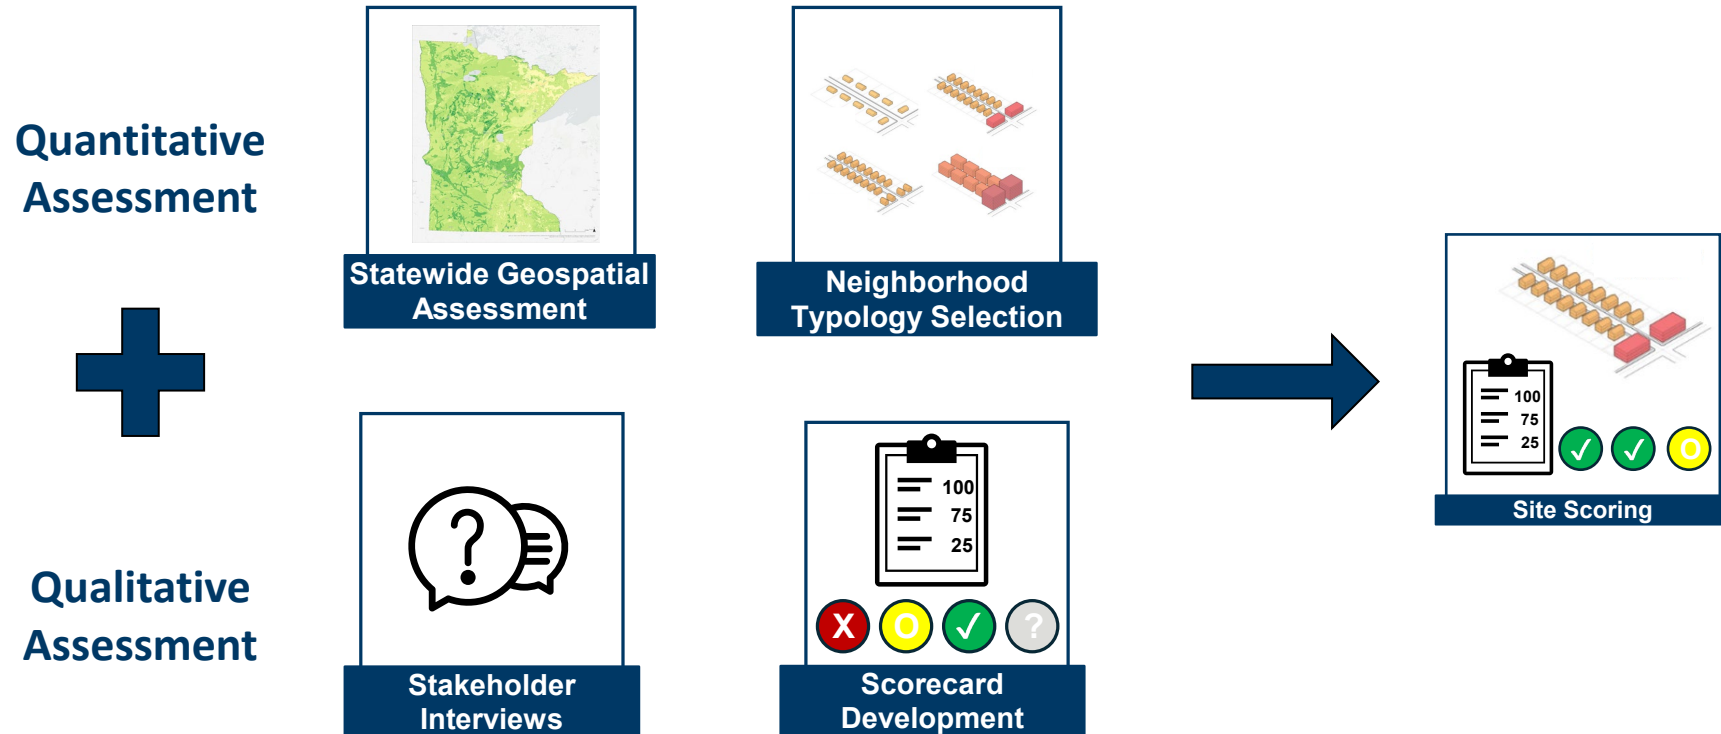 Quantitative
Assessment
Statewide Geospatial
Assessment
Neighborhood
Typology Selection
100
75
25
✓ ✓ O
Site Scoring
Qualitative
Assessment
?
Stakeholder
Interviews
100
75
25
X O ✓ ?
Scorecard
Development